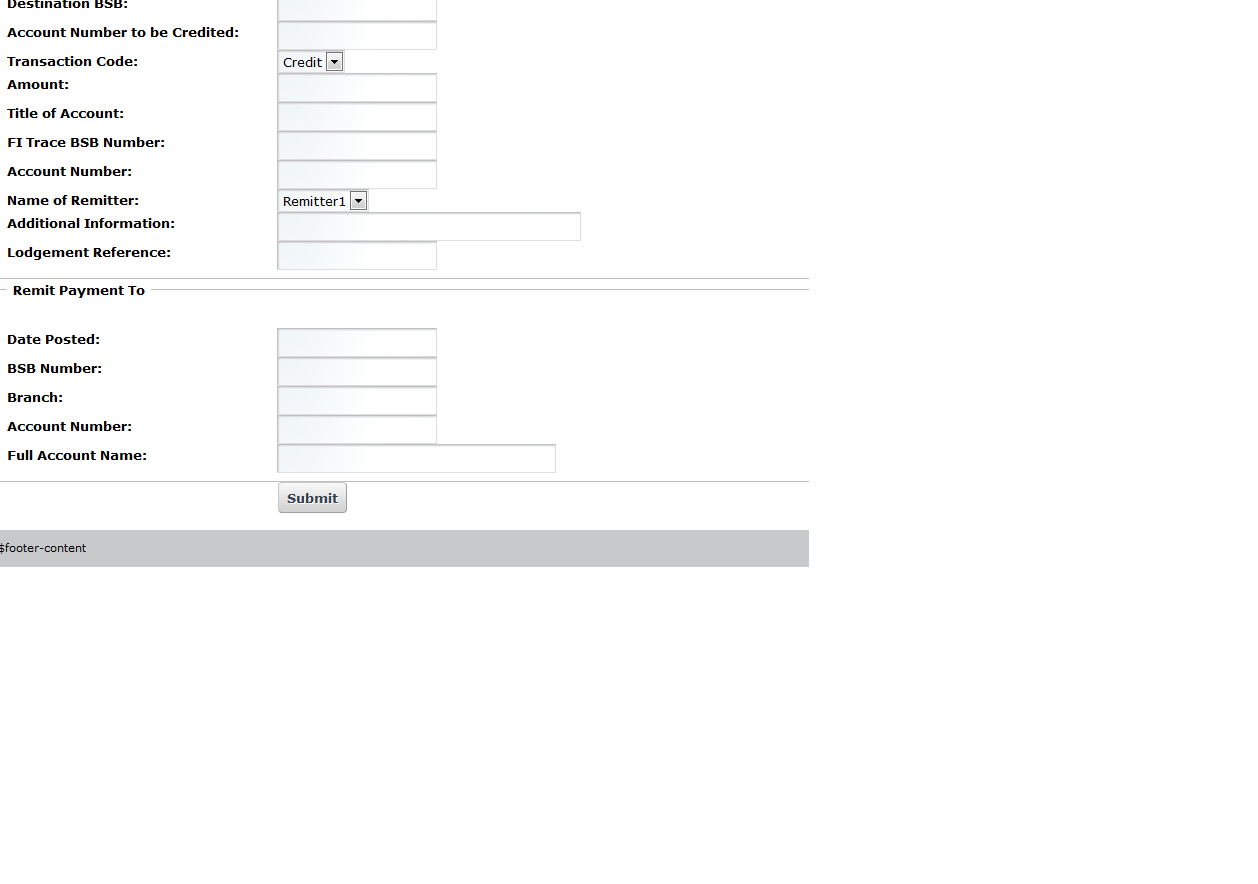 Destination BSB:
Account Number to be Credited:
Transaction Code: Credit
Amount:
Title of Account:
FI Trace BSB Number:
Account Number:
Name of Remitter: Remitter1
Additional Information:
Lodgement Reference:
Remit Payment To
Date Posted:
BSB Number:
Branch:
Account Number:
Full Account Name:
Submit
$footer-content